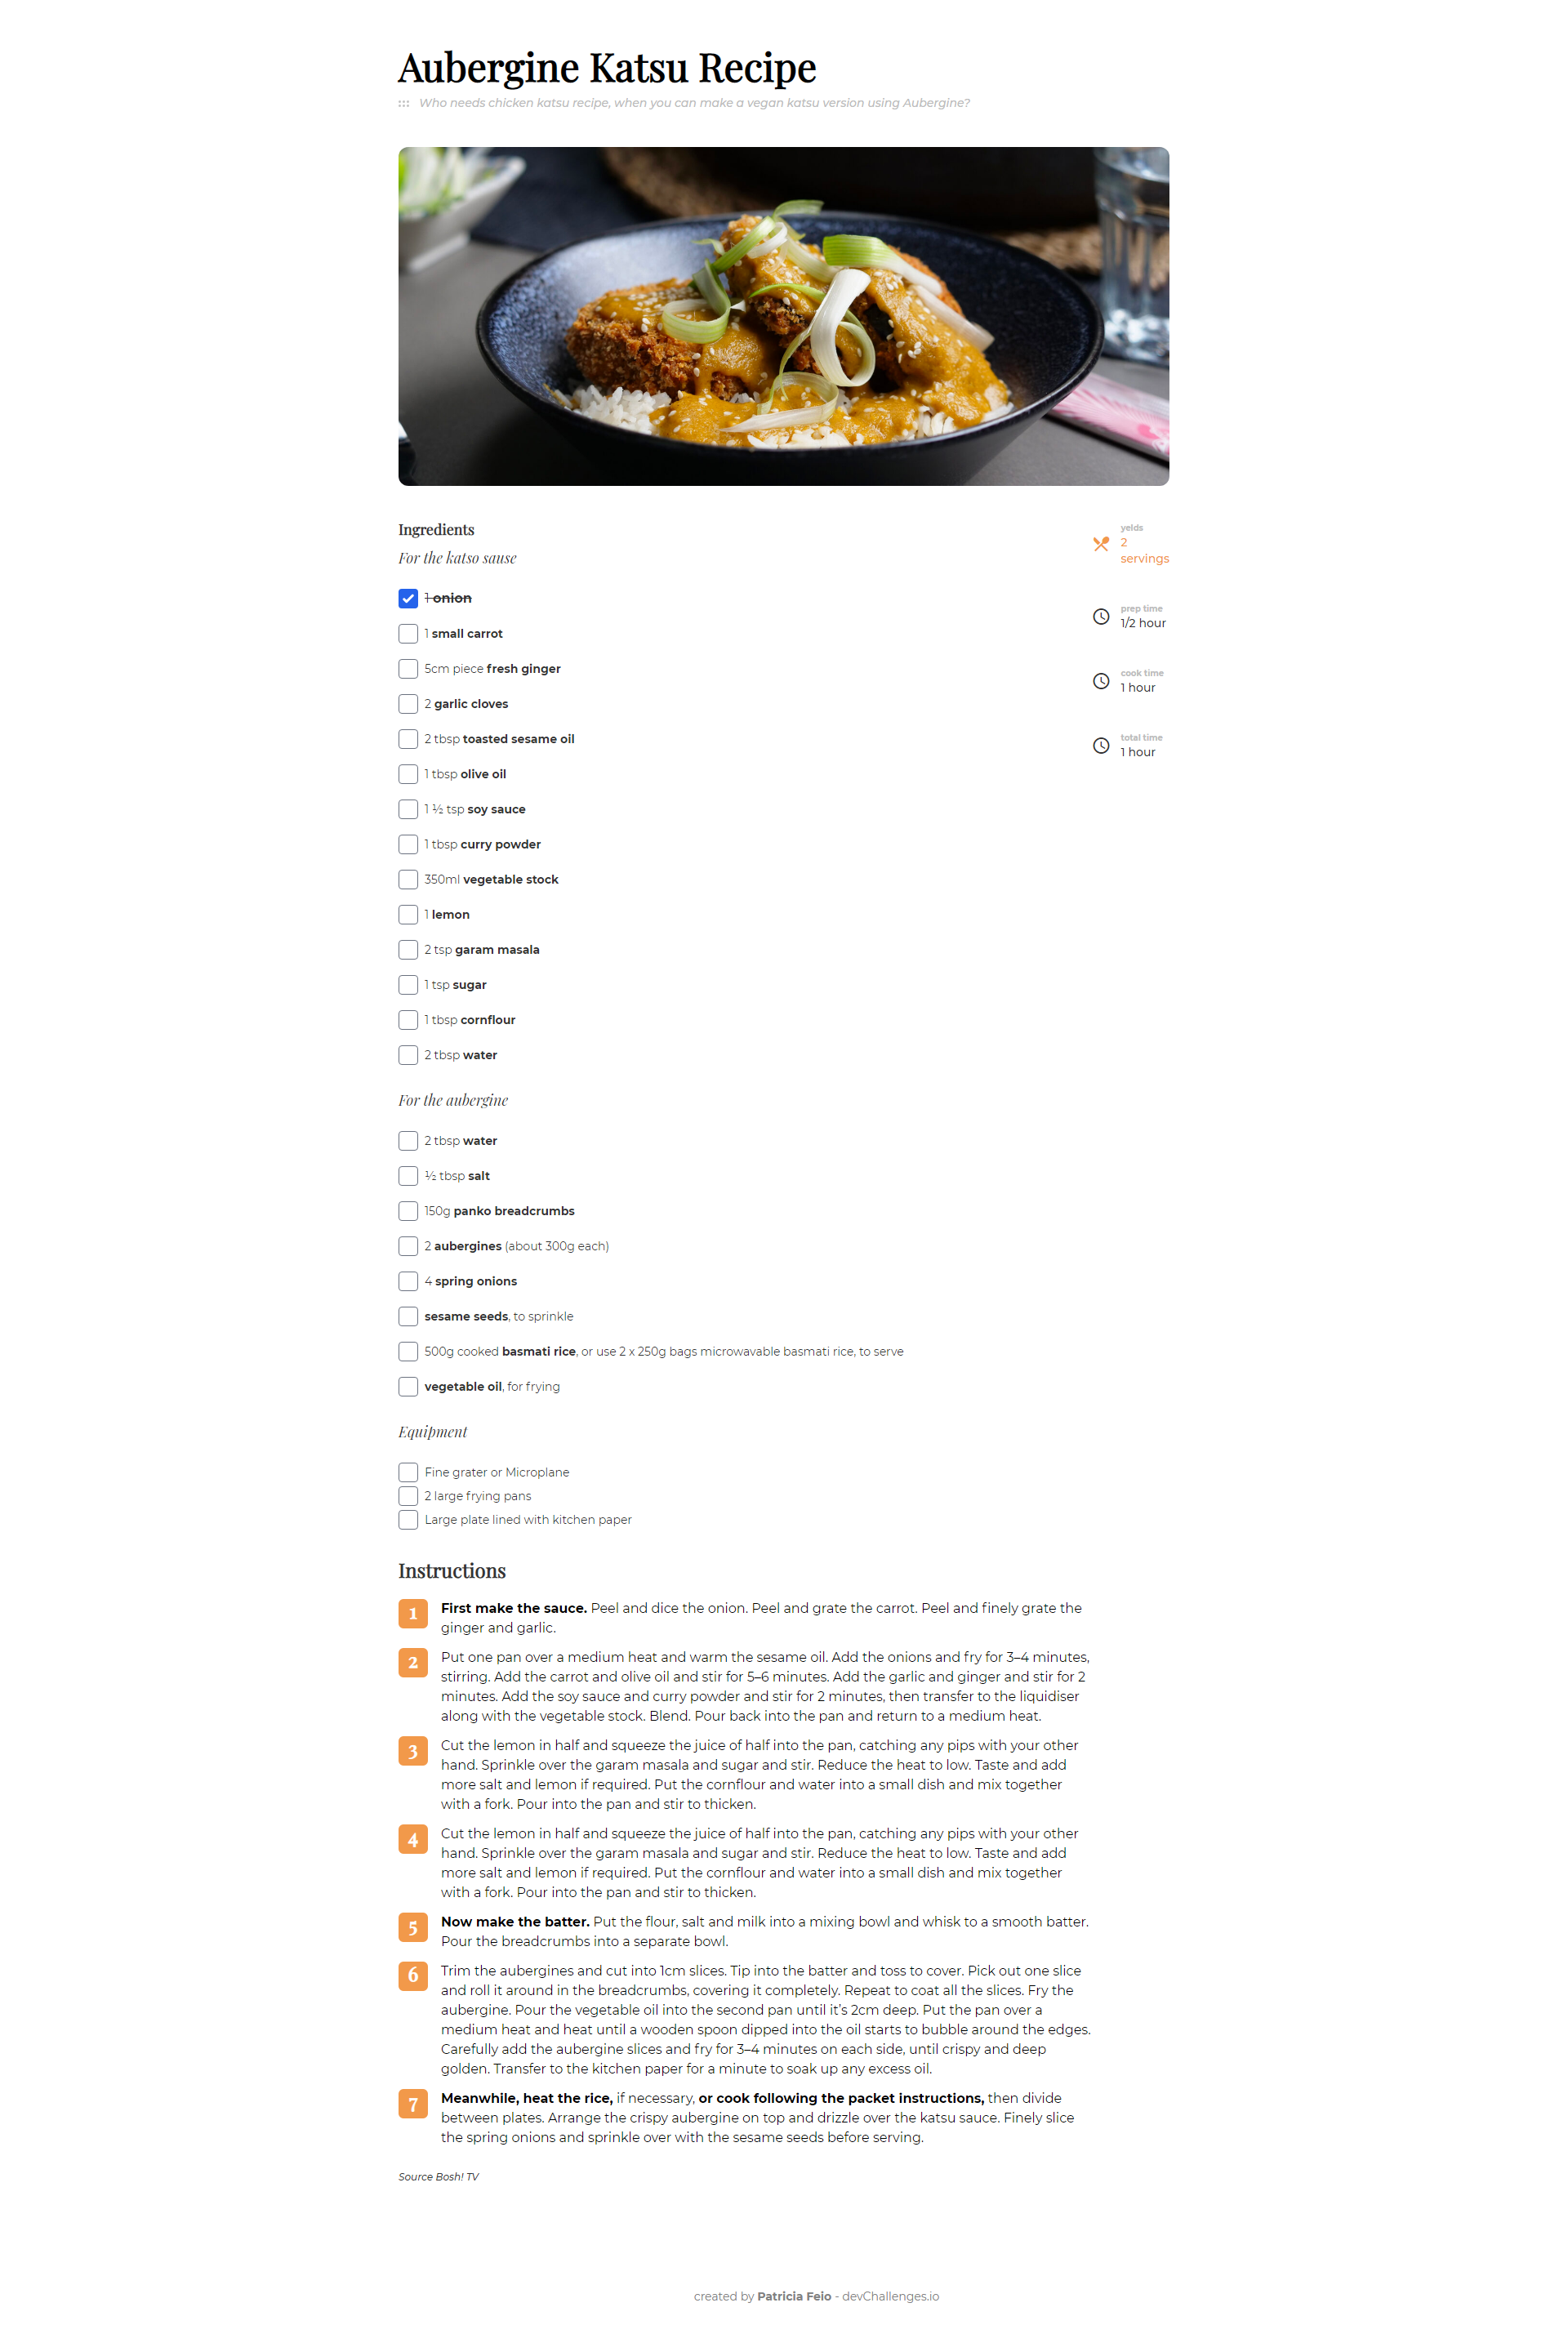 Aubergine Katsu Recipe
Who needs chicken katsu recipe, when you can make a vegan katsu version using Aubergine?
Ingredients
For the katso sause
1 onion
1 small carrot
5cm piece fresh ginger
2 garlic cloves
2 tbsp toasted sesame oil
1 tbsp olive oil
1 ½ tsp soy sauce
1 tbsp curry powder
350ml vegetable stock
1 lemon
2 tsp garam masala
1 tsp sugar
1 tbsp cornflour
2 tbsp water
For the aubergine
2 tbsp water
½ tbsp salt
150g panko breadcrumbs
2 aubergines (about 300g each)
4 spring onions
sesame seeds, to sprinkle
500g cooked basmati rice, or use 2 x 250g bags microwavable basmati rice, to serve
vegetable oil, for frying
Equipment
Fine grater or Microplane
2 large frying pans
Large plate lined with kitchen paper
yelds
2
servings
prep time
1/2 hour
cook time
1 hour
total time
1 hour
Instructions
1 First make the sauce. Peel and dice the onion. Peel and grate the carrot. Peel and finely grate the
ginger and garlic.
2 Put one pan over a medium heat and warm the sesame oil. Add the onions and fry for 3–4 minutes,
stirring. Add the carrot and olive oil and stir for 5–6 minutes. Add the garlic and ginger and stir for 2
minutes. Add the soy sauce and curry powder and stir for 2 minutes, then transfer to the liquidiser
along with the vegetable stock. Blend. Pour back into the pan and return to a medium heat.
3 Cut the lemon in half and squeeze the juice of half into the pan, catching any pips with your other
hand. Sprinkle over the garam masala and sugar and stir. Reduce the heat to low. Taste and add
more salt and lemon if required. Put the cornflour and water into a small dish and mix together
with a fork. Pour into the pan and stir to thicken.
4 Cut the lemon in half and squeeze the juice of half into the pan, catching any pips with your other
hand. Sprinkle over the garam masala and sugar and stir. Reduce the heat to low. Taste and add
more salt and lemon if required. Put the cornflour and water into a small dish and mix together
with a fork. Pour into the pan and stir to thicken.
5 Now make the batter. Put the flour, salt and milk into a mixing bowl and whisk to a smooth batter.
Pour the breadcrumbs into a separate bowl.
6 Trim the aubergines and cut into 1cm slices. Tip into the batter and toss to cover. Pick out one slice
and roll it around in the breadcrumbs, covering it completely. Repeat to coat all the slices. Fry the
aubergine. Pour the vegetable oil into the second pan until it’s 2cm deep. Put the pan over a
medium heat and heat until a wooden spoon dipped into the oil starts to bubble around the edges.
Carefully add the aubergine slices and fry for 3–4 minutes on each side, until crispy and deep
golden. Transfer to the kitchen paper for a minute to soak up any excess oil.
7 Meanwhile, heat the rice, if necessary, or cook following the packet instructions, then divide
between plates. Arrange the crispy aubergine on top and drizzle over the katsu sauce. Finely slice
the spring onions and sprinkle over with the sesame seeds before serving.
Source Bosh! TV
created by Patricia Feio - devChallenges.io